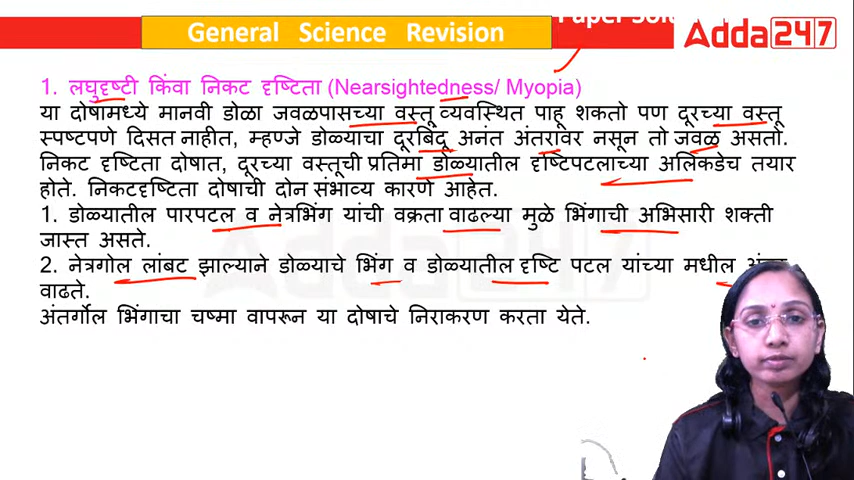 General Science Revision
Adda247
1. लघुदृष्टी किंवा निकट दृष्टिता (Nearsightedness/ Myopia)
या दोषामध्ये मानवी डोळा जवळपासच्या वस्तू व्यवस्थित पाहू शकतो पण दूरच्या वस्तू
स्पष्टपणे दिसत नाहीत, म्हणजे डोळ्याचा दूरबिंदू अनंत अंतरावर नसून तो जवळ असतो.
निकट दृष्टिता दोषात, दूरच्या वस्तूची प्रतिमा डोळ्यातील दृष्टिपटलाच्या अलिकडेच तयार
होते. निकटदृष्टिता दोषाची दोन संभाव्य कारणे आहेत.
1. डोळ्यातील पारपटल व नेत्रभिंग यांची वक्रता वाढल्या मुळे भिंगाची अभिसारी शक्ती
जास्त असते.
2. नेत्रगोल लांबट झाल्याने डोळ्याचे भिंग व डोळ्यातील दृष्टि पटल यांच्या मधील
वाढते.
अंतर्गोल भिंगाचा चष्मा वापरून या दोषाचे निराकरण करता येते.